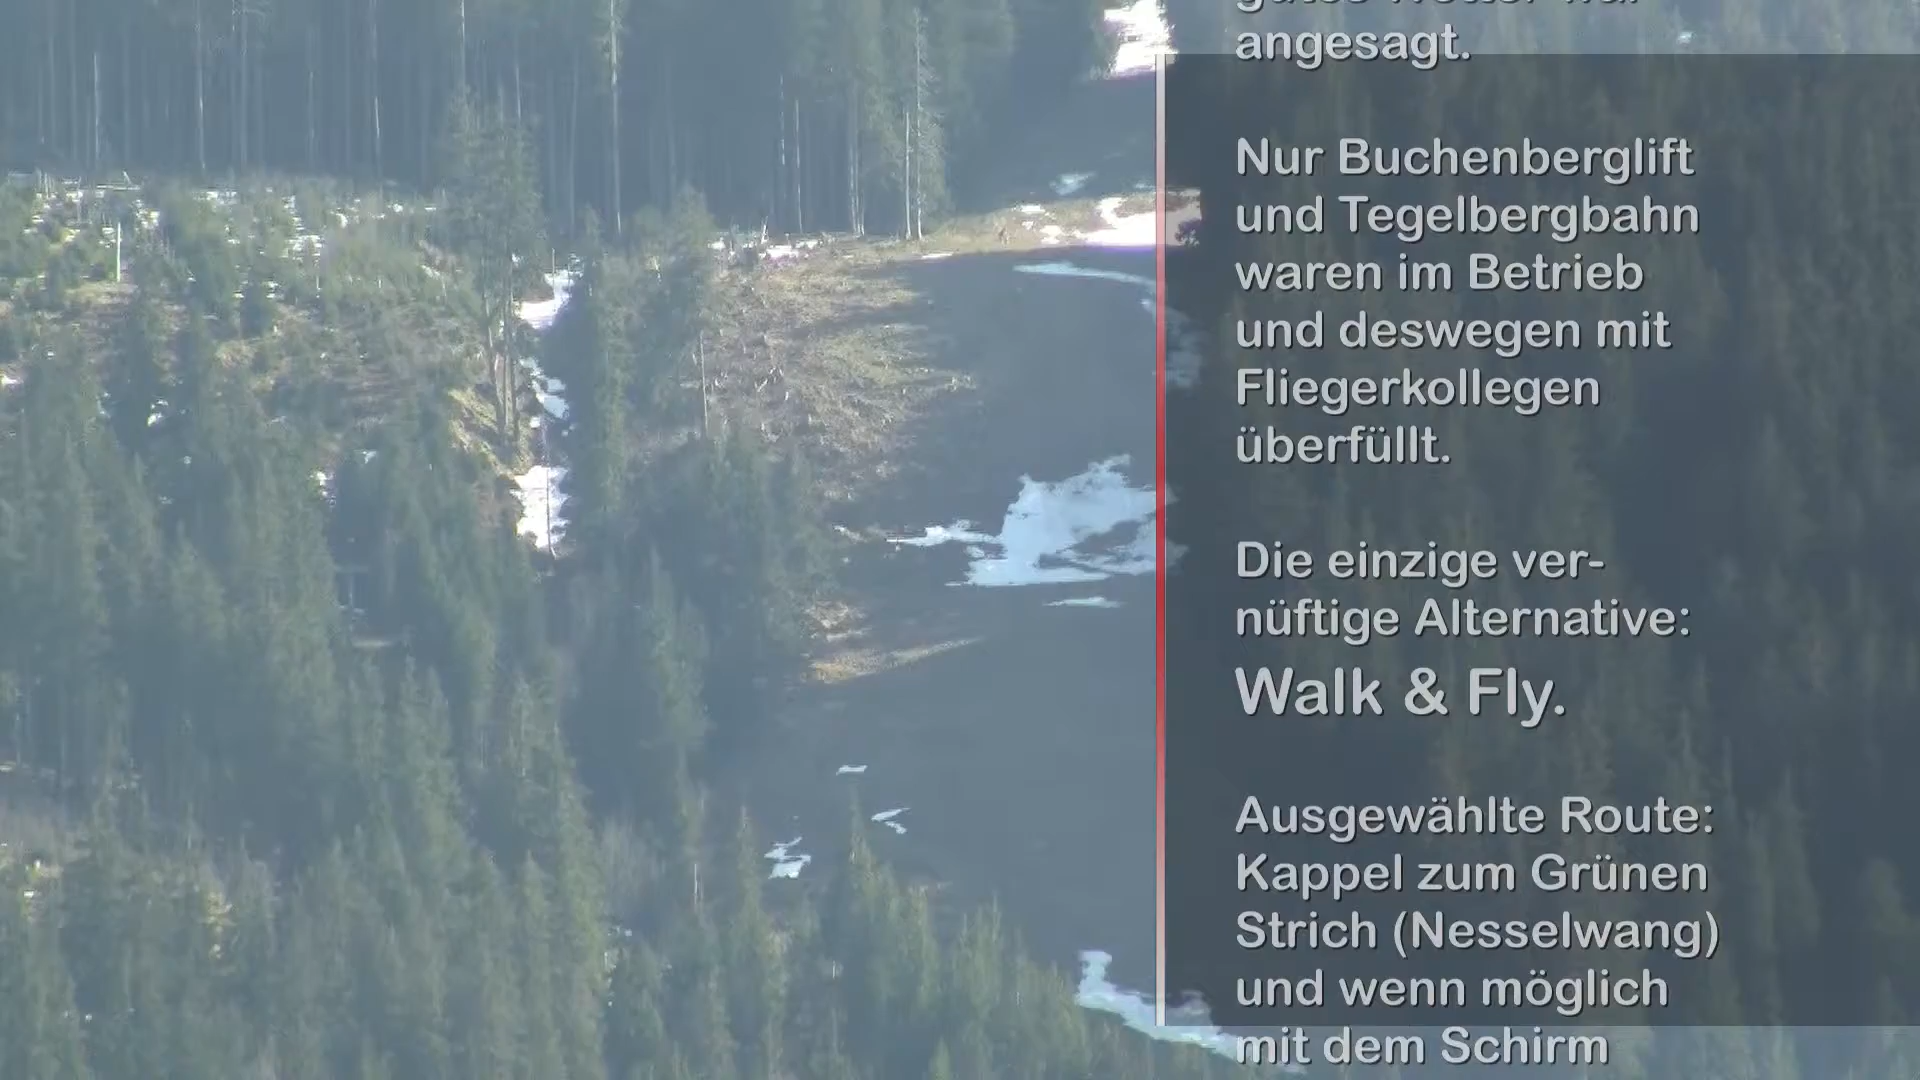 angesagt.
Nur Buchenberglift
und Tegelbergbahn
waren im Betrieb
und deswegen mit
Fliegerkollegen
überfüllt.
Die einzige ver-
nüftige Alternative:
Walk & Fly.
Ausgewählte Route:
Kappel zum Grünen
Strich (Nesselwang)
und wenn möglich
mit dem Schirm